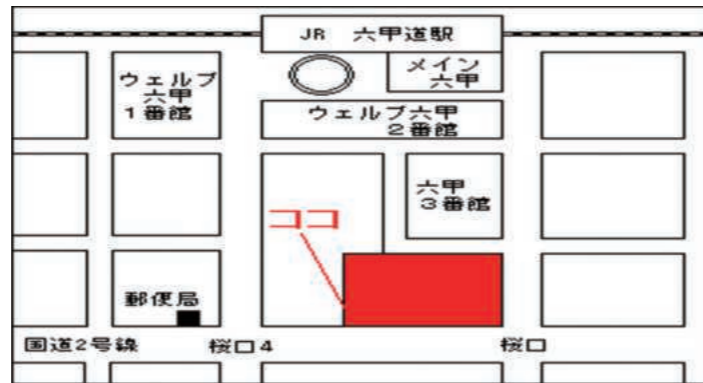 JR 六甲道駅
メイン
六甲
ウェルブ
六甲
1番館
ウェルブ六甲
2番館
六甲
3番館
ココ
郵便局
国道2号線
桜口4
桜口